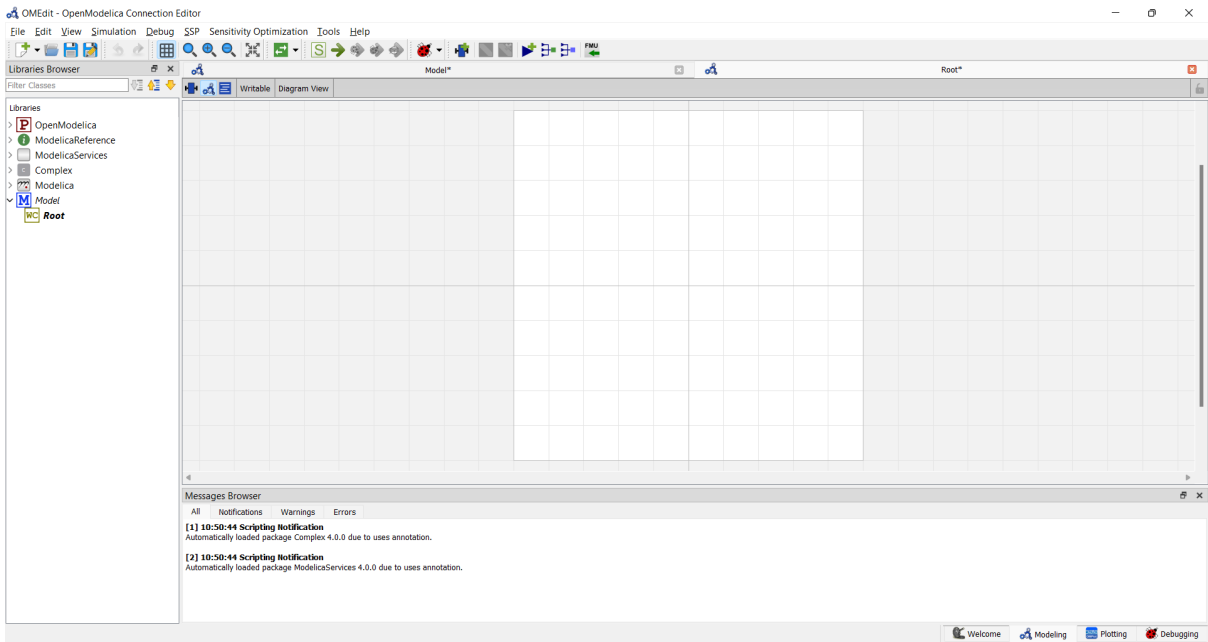 OMEdit - OpenModelica Connection Editor
File Edit View Simulation Debug SSP Sensitivity Optimization Tools Help
S FMU
Libraries Browser
Model*
Root*
Filter Classes
Writable Diagram View
Libraries
P OpenModelica
i ModelicaReference
ModelicaServices
C Complex
Modelica
M Model
WC Root
Messages Browser
All Notifications Warnings Errors
[1] 10:50:44 Scripting Notification
Automatically loaded package Complex 4.0.0 due to uses annotation.
[2] 10:50:44 Scripting Notification
Automatically loaded package ModelicaServices 4.0.0 due to uses annotation.
Welcome Modeling Plotting Debugging